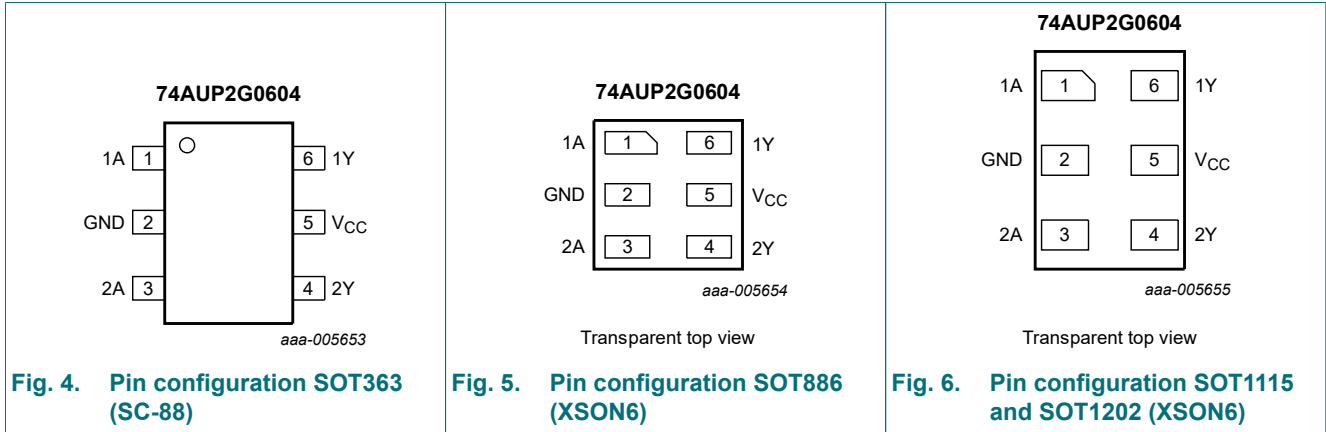 74AUP2G0604
1A 1 6 1Y
GND 2 5 VCC
2A 3 4 2Y
aaa-005653
Fig. 4. Pin configuration SOT363
(SC-88)
74AUP2G0604
1A 1 6 1Y
GND 2 5 VCC
2A 3 4 2Y
aaa-005654
Transparent top view
Fig. 5. Pin configuration SOT886
(XSON6)
74AUP2G0604
1A 1 6 1Y
GND 2 5 VCC
2A 3 4 2Y
aaa-005655
Transparent top view
Fig. 6. Pin configuration SOT1115
and SOT1202 (XSON6)